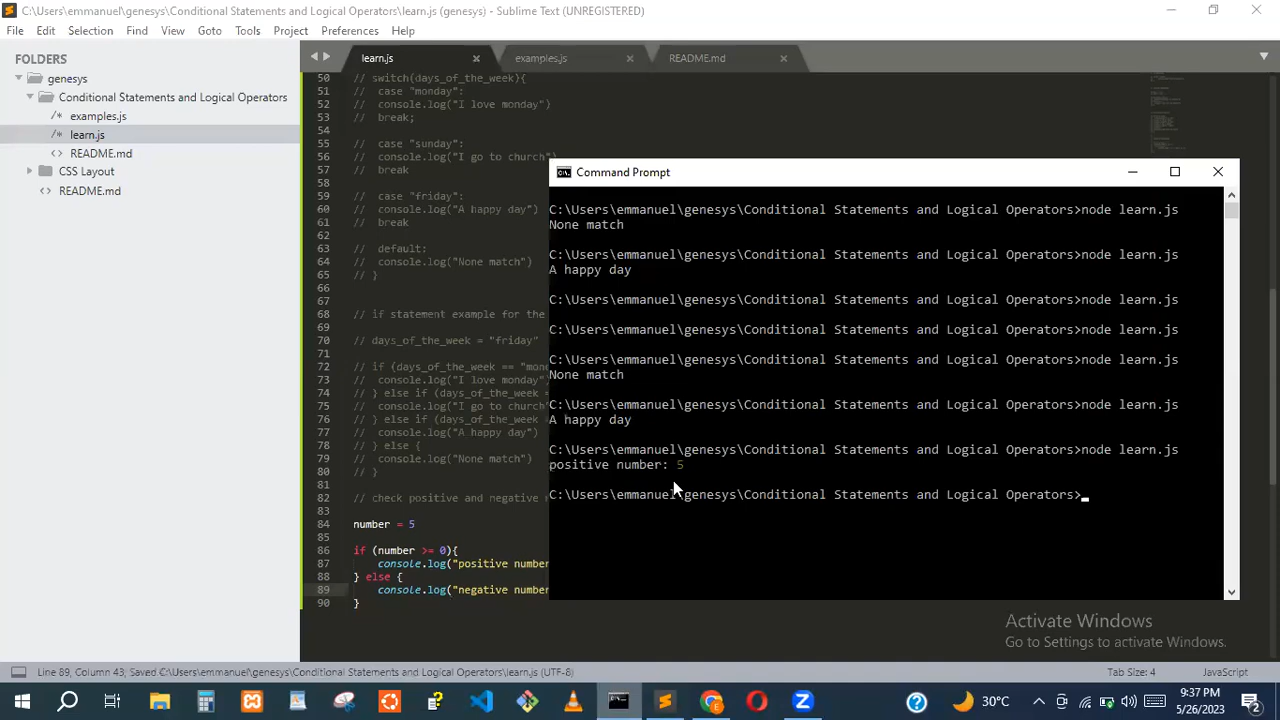 C:\Users\emmanuel\genesys\Conditional Statements and Logical Operators\learn.js (genesys) - Sublime Text (UNREGISTERED)
File Edit Selection Find View Goto Tools Project Preferences Help
FOLDERS
genesys
Conditional Statements and Logical Operators
/* examples.js
/* learn.js
<> README.md
CSS Layout
<> README.md
learn.js examples.js README.md
50 // switch(days_of_the_week){
51 // case "monday":
52 // console.log("I love monday")
53 // break;
54
55 // case "sunday":
56 // console.log("I go to church")
57 // break
58
59 // case "friday":
60 // console.log("A happy day")
61 // break
62
63 // default:
64 // console.log("None match")
65 // }
66
67
68 // if statement example for the
69
70 // days_of_the_week = "friday"
71
72 // if (days_of_the_week == "mon
73 // console.log("I love monday"
74 // } else if (days_of_the_week
75 // console.log("I go to church"
76 // } else if (days_of_the_week
77 // console.log("A happy day")
78 // } else {
79 // console.log("None match")
80 // }
81
82 // check positive and negative
83
84 number = 5
85
86 if (number >= 0){
87 console.log("positive number
88 } else {
89 console.log("negative number
90 }
Command Prompt
C:\Users\emmanuel\genesys\Conditional Statements and Logical Operators>node learn.js
None match
C:\Users\emmanuel\genesys\Conditional Statements and Logical Operators>node learn.js
A happy day
C:\Users\emmanuel\genesys\Conditional Statements and Logical Operators>node learn.js
C:\Users\emmanuel\genesys\Conditional Statements and Logical Operators>node learn.js
C:\Users\emmanuel\genesys\Conditional Statements and Logical Operators>node learn.js
None match
C:\Users\emmanuel\genesys\Conditional Statements and Logical Operators>node learn.js
A happy day
C:\Users\emmanuel\genesys\Conditional Statements and Logical Operators>node learn.js
positive number: 5
C:\Users\emmanuel\genesys\Conditional Statements and Logical Operators>
Activate Windows
Go to Settings to activate Windows.
Line 89, Column 43; Saved C:\Users\emmanuel\genesys\Conditional Statements and Logical Operators\learn.js (UTF-8)
Tab Size: 4 JavaScript
30°C
9:37 PM
5/26/2023
2